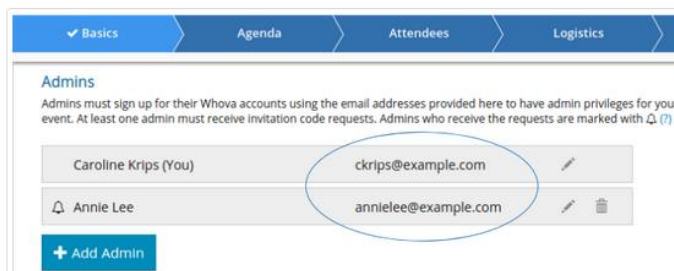 ✔ Basics Agenda Attendees Logistics
Admins
Admins must sign up for their Whova accounts using the email addresses provided here to have admin privileges for you
event. At least one admin must receive invitation code requests. Admins who receive the requests are marked with (?)
Caroline Krips (You) ckrips@example.com
Annie Lee annielee@example.com
+ Add Admin